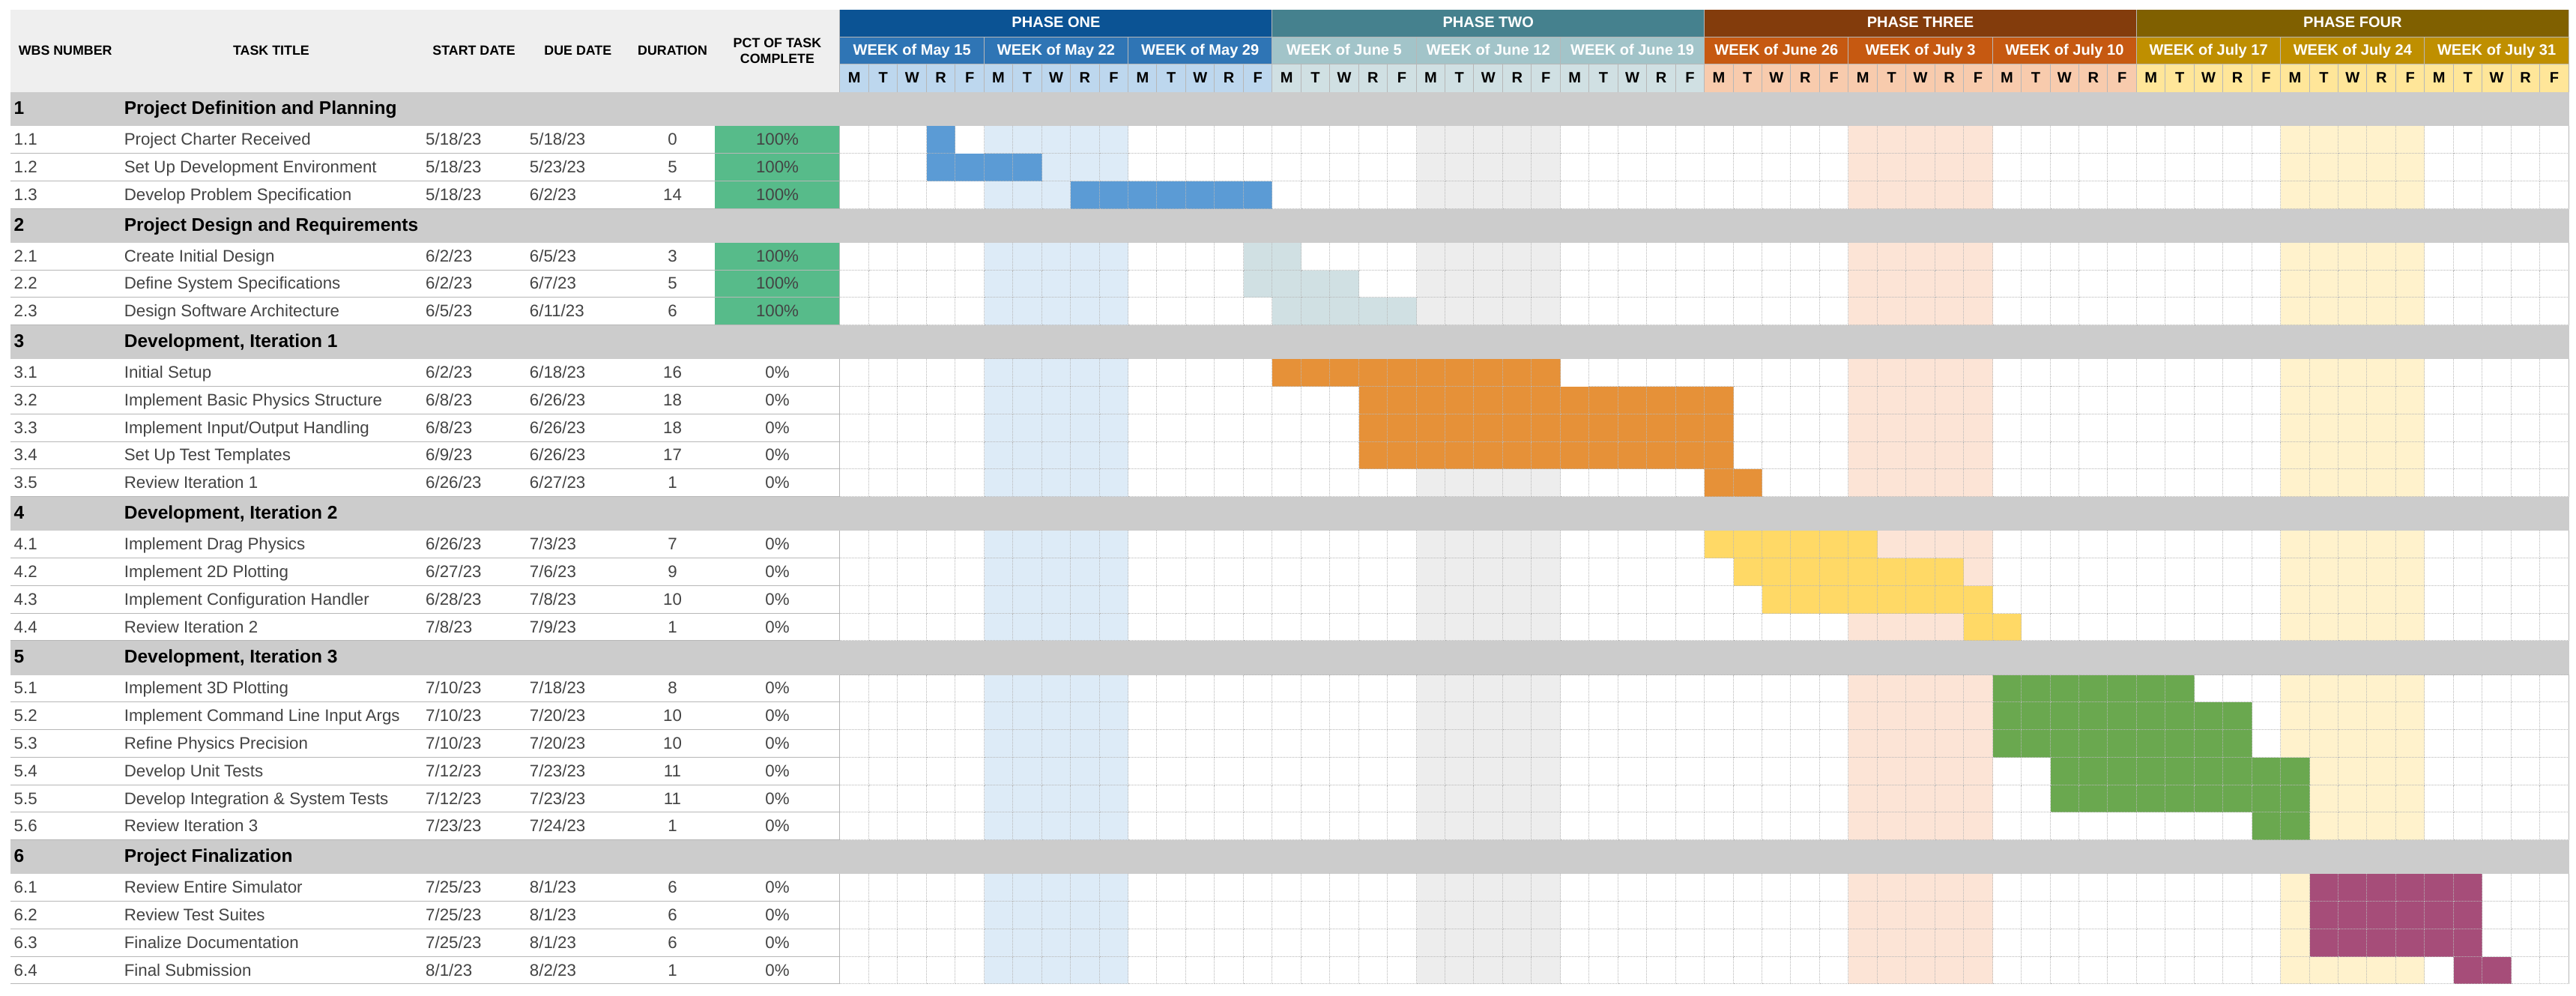 PHASE ONE PHASE TWO PHASE THREE PHASE FOUR
WBS NUMBER TASK TITLE START DATE DUE DATE DURATION PCT OF TASK COMPLETE WEEK of May 15 WEEK of May 22 WEEK of May 29 WEEK of June 5 WEEK of June 12 WEEK of June 19 WEEK of June 26 WEEK of July 3 WEEK of July 10 WEEK of July 17 WEEK of July 24 WEEK of July 31
M T W R F M T W R F M T W R F M T W R F M T W R F M T W R F M T W R F M T W R F M T W R F M T W R F M T W R F M T W R F
1 Project Definition and Planning
1.1 Project Charter Received 5/18/23 5/18/23 0 100%
1.2 Set Up Development Environment 5/18/23 5/23/23 5 100%
1.3 Develop Problem Specification 5/18/23 6/2/23 14 100%
2 Project Design and Requirements
2.1 Create Initial Design 6/2/23 6/5/23 3 100%
2.2 Define System Specifications 6/2/23 6/7/23 5 100%
2.3 Design Software Architecture 6/5/23 6/11/23 6 100%
3 Development, Iteration 1
3.1 Initial Setup 6/2/23 6/18/23 16 0%
3.2 Implement Basic Physics Structure 6/8/23 6/26/23 18 0%
3.3 Implement Input/Output Handling 6/8/23 6/26/23 18 0%
3.4 Set Up Test Templates 6/9/23 6/26/23 17 0%
3.5 Review Iteration 1 6/26/23 6/27/23 1 0%
4 Development, Iteration 2
4.1 Implement Drag Physics 6/26/23 7/3/23 7 0%
4.2 Implement 2D Plotting 6/27/23 7/6/23 9 0%
4.3 Implement Configuration Handler 6/28/23 7/8/23 10 0%
4.4 Review Iteration 2 7/8/23 7/9/23 1 0%
5 Development, Iteration 3
5.1 Implement 3D Plotting 7/10/23 7/18/23 8 0%
5.2 Implement Command Line Input Args 7/10/23 7/20/23 10 0%
5.3 Refine Physics Precision 7/10/23 7/20/23 10 0%
5.4 Develop Unit Tests 7/12/23 7/23/23 11 0%
5.5 Develop Integration & System Tests 7/12/23 7/23/23 11 0%
5.6 Review Iteration 3 7/23/23 7/24/23 1 0%
6 Project Finalization
6.1 Review Entire Simulator 7/25/23 8/1/23 6 0%
6.2 Review Test Suites 7/25/23 8/1/23 6 0%
6.3 Finalize Documentation 7/25/23 8/1/23 6 0%
6.4 Final Submission 8/1/23 8/2/23 1 0%